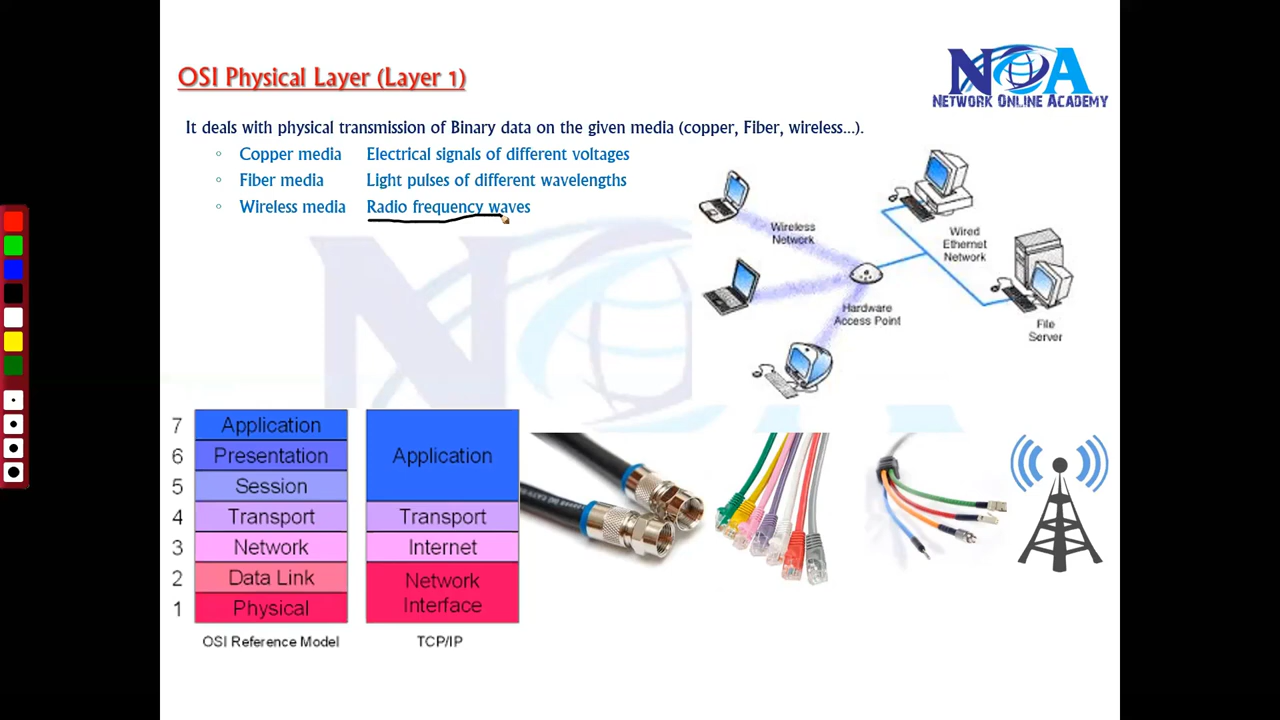 OSI Physical Layer (Layer 1)
NOA
NETWORK ONLINE ACADEMY
It deals with physical transmission of Binary data on the given media (copper, Fiber, wireless...).
◦ Copper media Electrical signals of different voltages
◦ Fiber media Light pulses of different wavelengths
◦ Wireless media Radio frequency waves
Wireless
Network
Wired
Ethernet
Network
Hardware
Access Point
File
Server
7 Application
6 Presentation
5 Session
4 Transport
3 Network
2 Data Link
1 Physical
OSI Reference Model
Application
Transport
Internet
Network
Interface
TCP/IP